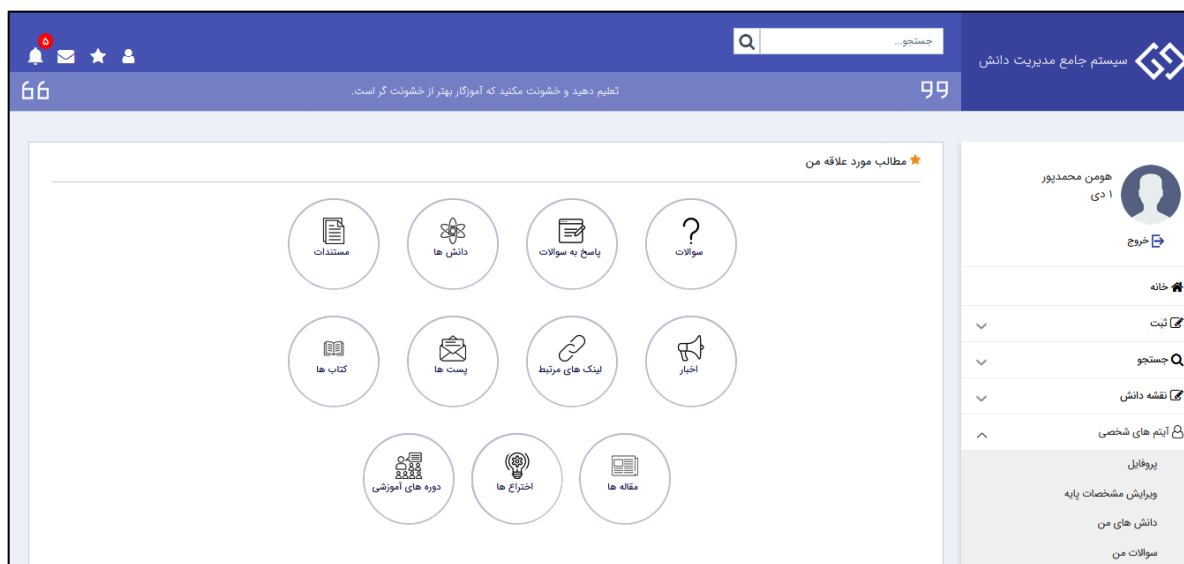 سیستم جامع مدیریت دانش
جستجو...
۵
تعلیم دهید و خشونت مکنید که آموزگار بهتر از خشونت گر است.
هومن محمدپور
۱ دی
خروج
خانه
ثبت
جستجو
نقشه دانش
آیتم های شخصی
پروفایل
ویرایش مشخصات پایه
دانش های من
سوالات من
مطالب مورد علاقه من
سوالات
پاسخ به سوالات
دانش ها
مستندات
اخبار
لینک های مرتبط
پست ها
کتاب ها
مقاله ها
اختراع ها
دوره های آموزشی